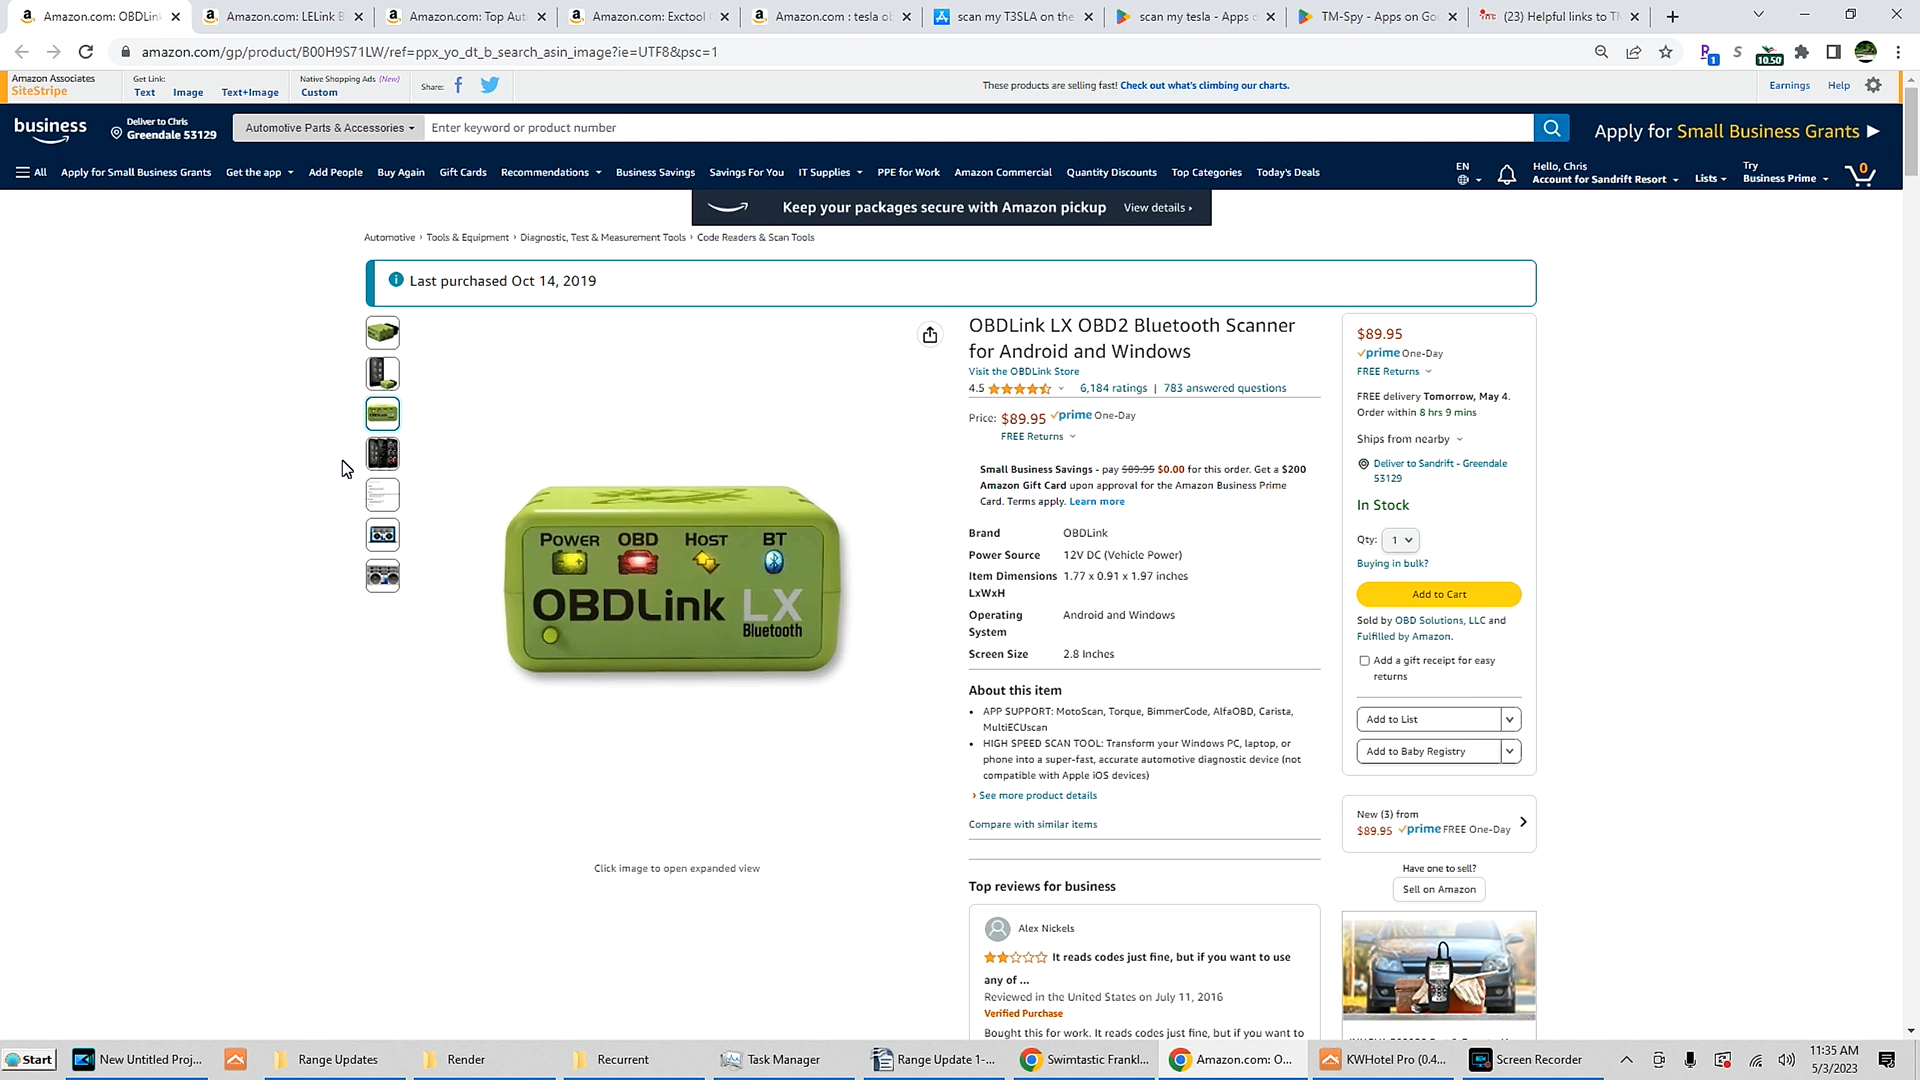 Amazon.com: OBDLink
Amazon.com: LELink B
Amazon.com: Top Aut
Amazon.com: Exctool
Amazon.com : tesla ob
scan my T3SLA on the
scan my tesla - Apps o
TM-Spy - Apps on Go
(23) Helpful links to T
amazon.com/gp/product/B00H9S71LW/ref=ppx_yo_dt_b_search_asin_image?ie=UTF8&psc=1
1
10.50
Amazon Associates
SiteStripe
Get Link:
Text Image Text+Image
Native Shopping Ads (New)
Custom
Share:
These products are selling fast! Check out what's climbing our charts.
Earnings Help
business
Deliver to Chris
Greendale 53129
Automotive Parts & Accessories
Enter keyword or product number
Apply for Small Business Grants
All
Apply for Small Business Grants
Get the app
Add People
Buy Again
Gift Cards
Recommendations
Business Savings
Savings For You
IT Supplies
PPE for Work
Amazon Commercial
Quantity Discounts
Top Categories
Today's Deals
EN
Hello, Chris
Account for Sandrift Resort
Lists
Try
Business Prime
0
Keep your packages secure with Amazon pickup View details ›
Automotive › Tools & Equipment › Diagnostic, Test & Measurement Tools › Code Readers & Scan Tools
Last purchased Oct 14, 2019
POWER OBD HOST BT
OBDLink LX
Bluetooth
Click image to open expanded view
OBDLink LX OBD2 Bluetooth Scanner
for Android and Windows
Visit the OBDLink Store
4.5 6,184 ratings | 783 answered questions
Price: $89.95 prime One-Day
FREE Returns
Small Business Savings - pay $89.95 $0.00 for this order. Get a $200
Amazon Gift Card upon approval for the Amazon Business Prime
Card. Terms apply. Learn more
Brand OBDLink
Power Source 12V DC (Vehicle Power)
Item Dimensions 1.77 x 0.91 x 1.97 inches
LxWxH
Operating Android and Windows
System
Screen Size 2.8 Inches
About this item
• APP SUPPORT: MotoScan, Torque, BimmerCode, AlfaOBD, Carista,
MultiECUscan
• HIGH SPEED SCAN TOOL: Transform your Windows PC, laptop, or
phone into a super-fast, accurate automotive diagnostic device (not
compatible with Apple iOS devices)
› See more product details
Compare with similar items
Top reviews for business
Alex Nickels
It reads codes just fine, but if you want to use
any of ...
Reviewed in the United States on July 11, 2016
Verified Purchase
Bought this for work. It reads codes just fine, but if you want to
$89.95
prime One-Day
FREE Returns
FREE delivery Tomorrow, May 4.
Order within 8 hrs 9 mins
Ships from nearby
Deliver to Sandrift - Greendale
53129
In Stock
Qty: 1
Buying in bulk?
Add to Cart
Sold by OBD Solutions, LLC and
Fulfilled by Amazon.
Add a gift receipt for easy
returns
Add to List
Add to Baby Registry
New (3) from
$89.95 prime FREE One-Day
Have one to sell?
Sell on Amazon
Start
New Untitled Proj...
Range Updates
Render
Recurrent
Task Manager
Range Update 1-...
Swimtastic Frankl...
Amazon.com: O...
KWHotel Pro (0.4...
Screen Recorder
11:35 AM
5/3/2023